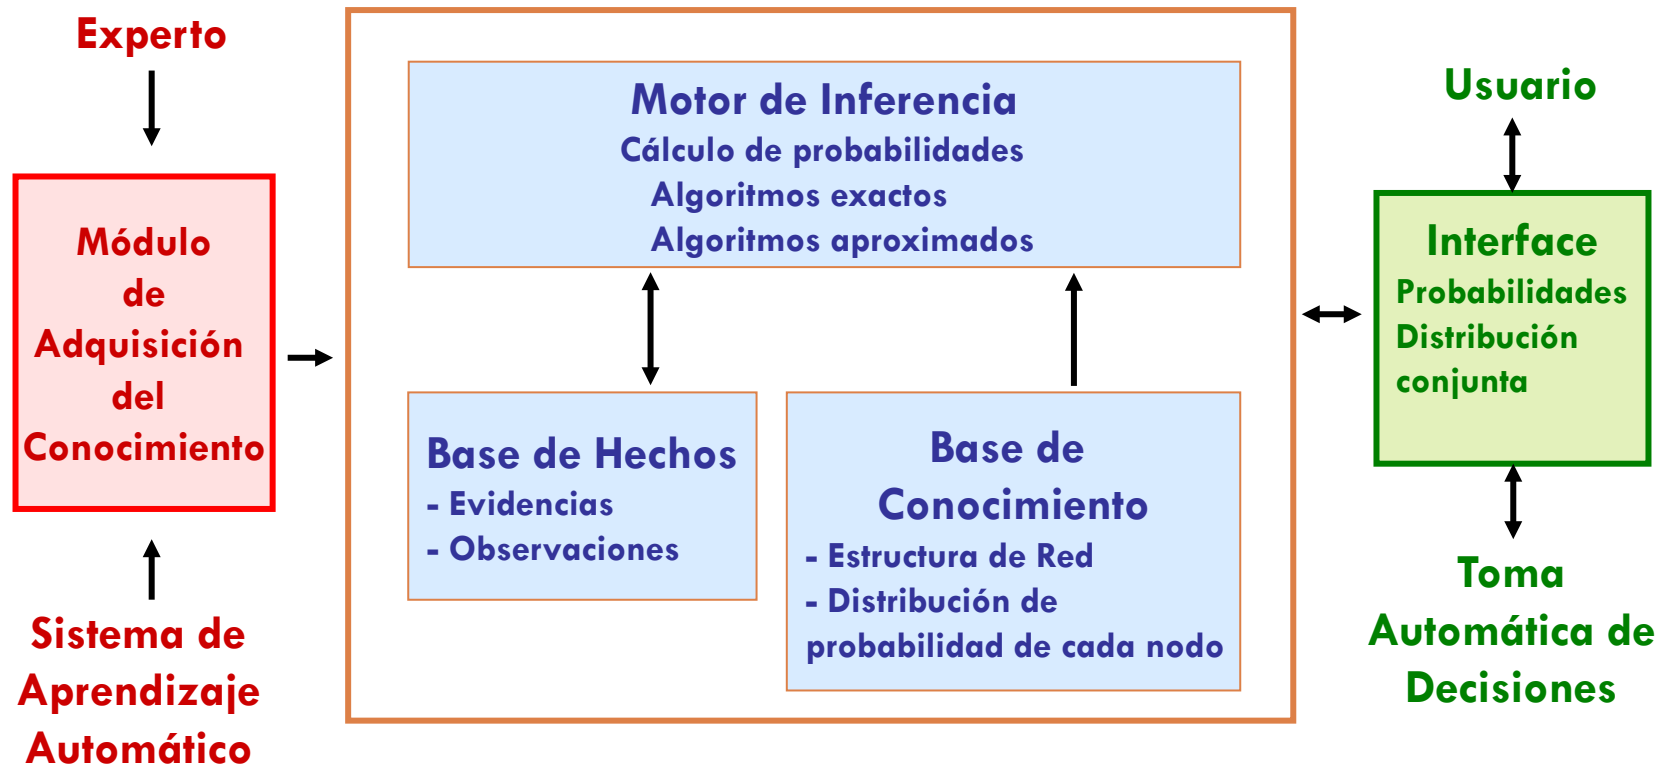 Experto
Módulo
de
Adquisición
del
Conocimiento
Sistema de
Aprendizaje
Automático
Motor de Inferencia
Cálculo de probabilidades
Algoritmos exactos
Algoritmos aproximados
Base de Hechos
- Evidencias
- Observaciones
Base de
Conocimiento
- Estructura de Red
- Distribución de
probabilidad de cada nodo
Usuario
Interface
Probabilidades
Distribución
conjunta
Toma
Automática de
Decisiones